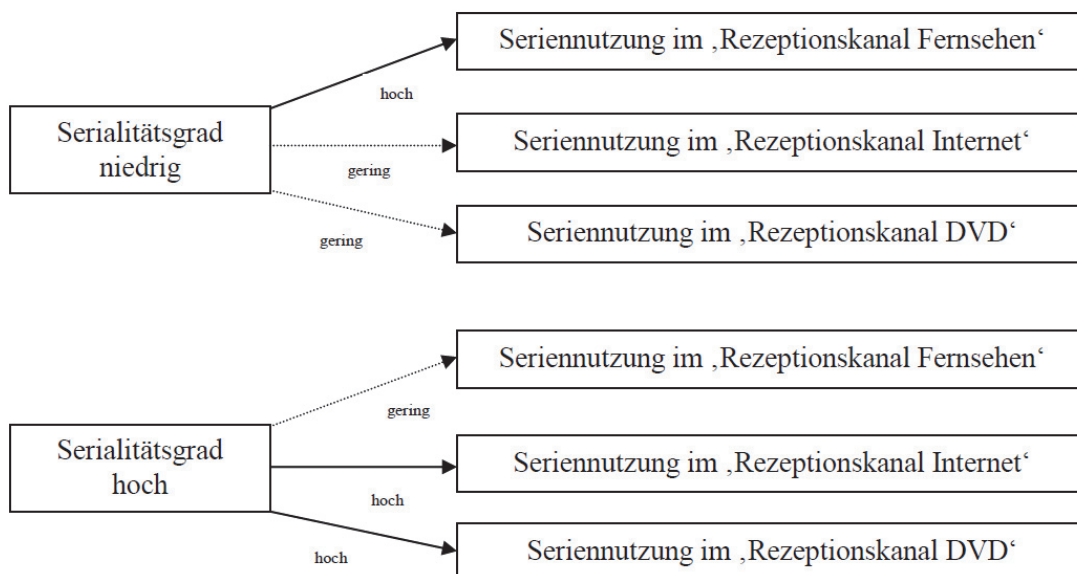 Seriennutzung im ‚Rezeptionskanal Fernsehen‘
hoch
Serialitätsgrad
niedrig
Seriennutzung im ‚Rezeptionskanal Internet‘
gering
Seriennutzung im ‚Rezeptionskanal DVD‘
gering
Seriennutzung im ‚Rezeptionskanal Fernsehen‘
gering
Serialitätsgrad
hoch
Seriennutzung im ‚Rezeptionskanal Internet‘
hoch
Seriennutzung im ‚Rezeptionskanal DVD‘
hoch